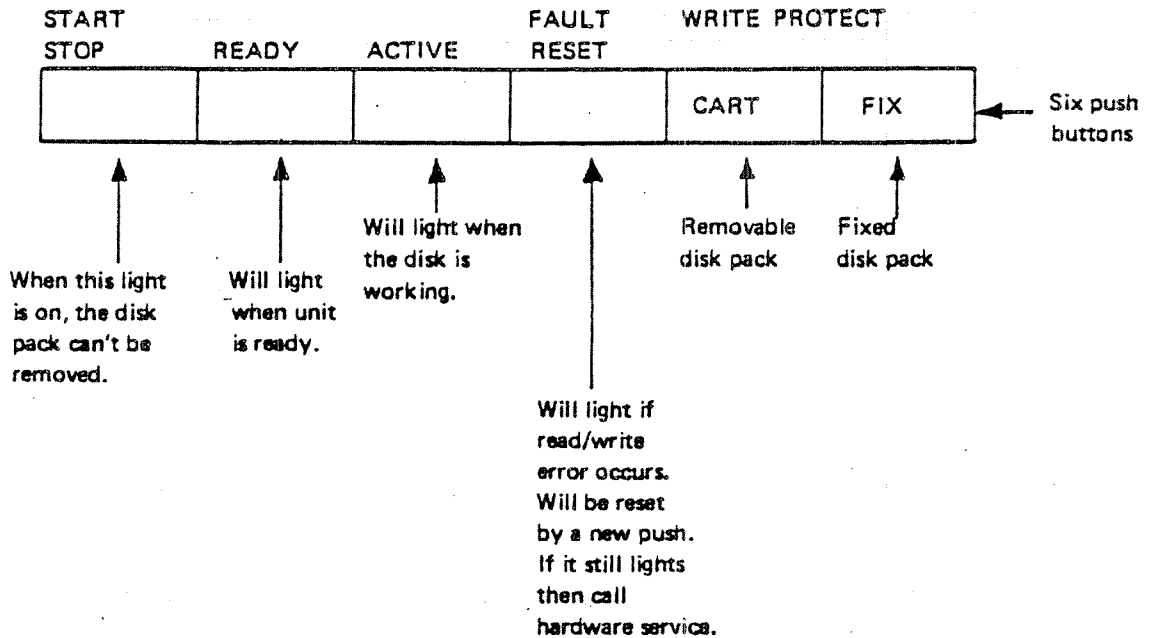 START
STOP
READY
ACTIVE
FAULT
RESET
WRITE PROTECT
CART
FIX
Six push
buttons
When this light
is on, the disk
pack can't be
removed.
Will light
when unit
is ready.
Will light when
the disk is
working.
Will light if
read/write
error occurs.
Will be reset
by a new push.
If it still lights
then call
hardware service.
Removable
disk pack
Fixed
disk pack